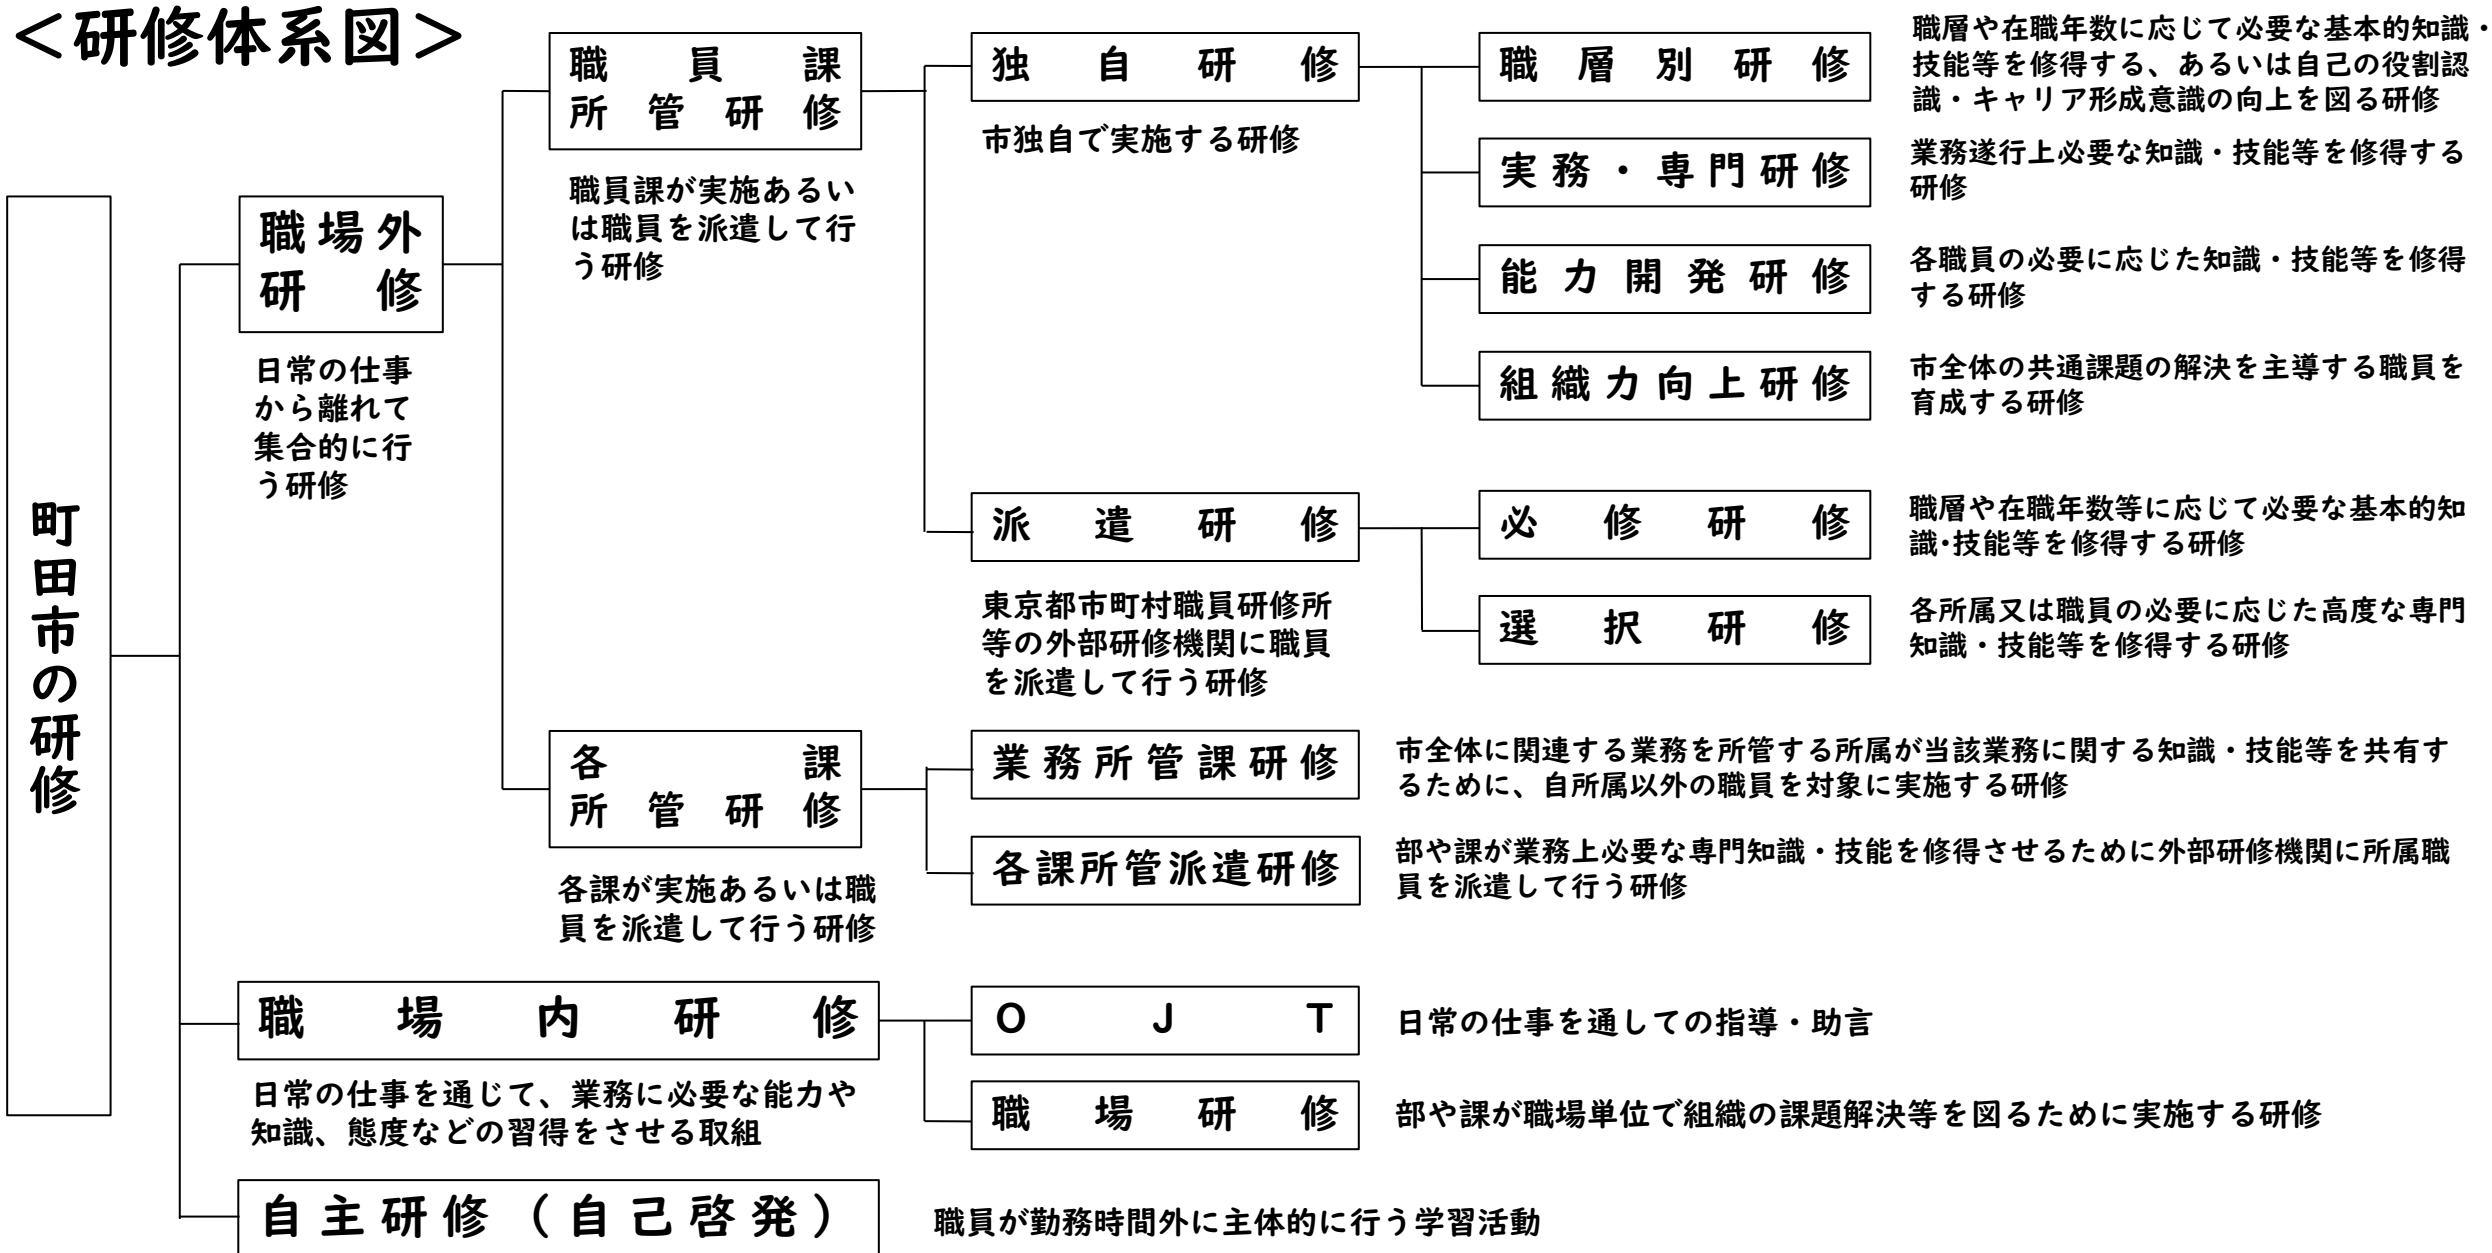 ＜研修体系図＞
町田市の研修
職場外
研修
日常の仕事
から離れて
集合的に行
う研修
職員課
所管研修
職員課が実施あるい
は職員を派遣して行
う研修
独自研修
市独自で実施する研修
職層別研修
職層や在職年数に応じて必要な基本的知識・
技能等を修得する、あるいは自己の役割認
識・キャリア形成意識の向上を図る研修
実務・専門研修
業務遂行上必要な知識・技能等を修得する
研修
能力開発研修
各職員の必要に応じた知識・技能等を修得
する研修
組織力向上研修
市全体の共通課題の解決を主導する職員を
育成する研修
派遣研修
東京都市町村職員研修所
等の外部研修機関に職員
を派遣して行う研修
必修研修
職層や在職年数等に応じて必要な基本的知
識･技能等を修得する研修
選択研修
各所属又は職員の必要に応じた高度な専門
知識・技能等を修得する研修
各課
所管研修
各課が実施あるいは職
員を派遣して行う研修
業務所管課研修
市全体に関連する業務を所管する所属が当該業務に関する知識・技能等を共有す
るために、自所属以外の職員を対象に実施する研修
各課所管派遣研修
部や課が業務上必要な専門知識・技能を修得させるために外部研修機関に所属職
員を派遣して行う研修
職場内研修
日常の仕事を通じて、業務に必要な能力や
知識、態度などの習得をさせる取組
OJT
日常の仕事を通しての指導・助言
職場研修
部や課が職場単位で組織の課題解決等を図るために実施する研修
自主研修（自己啓発）
職員が勤務時間外に主体的に行う学習活動